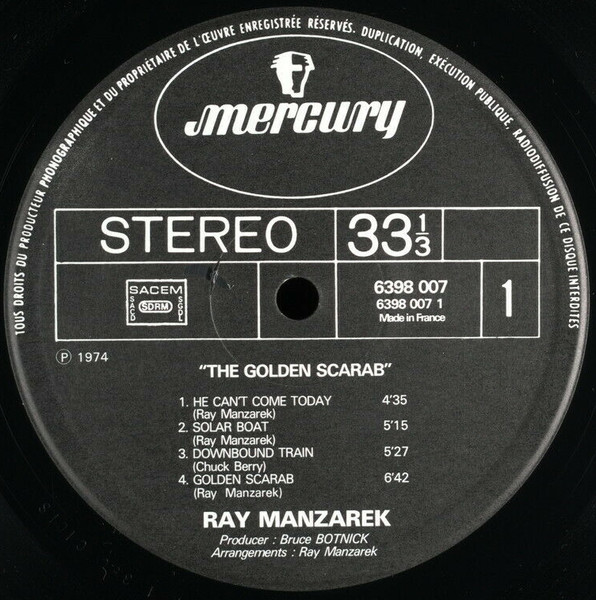 TOUS DROITS DU PRODUCTEUR PHONOGRAPHIQUE ET DU PROPRIÉTAIRE DE L'ŒUVRE ENREGISTRÉE RÉSERVÉS. DUPLICATION, EXÉCUTION PUBLIQUE, RADIODIFFUSION DE CE DISQUE INTERDITES
mercury
STEREO 33 1/3
SACEM
SACD SDRM SGDL
6398 007
6398 007 1
Made in France
1
Ⓟ 1974
"THE GOLDEN SCARAB"
1. HE CAN'T COME TODAY 4'35
(Ray Manzarek)
2. SOLAR BOAT 5'15
(Ray Manzarek)
3. DOWNBOUND TRAIN 5'27
(Chuck Berry)
4. GOLDEN SCARAB 6'42
(Ray Manzarek)
RAY MANZAREK
Producer : Bruce BOTNICK
Arrangements : Ray Manzarek